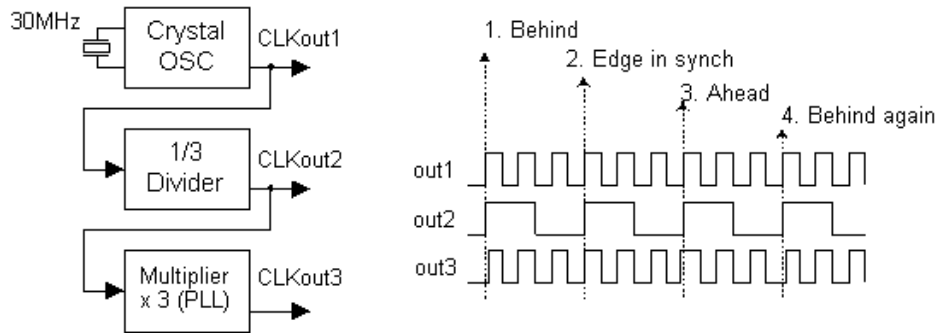 30MHz
Crystal
OSC
CLKout1
1/3
Divider
CLKout2
Multiplier
x 3 (PLL)
CLKout3
1. Behind
2. Edge in synch
3. Ahead
4. Behind again
out1
out2
out3